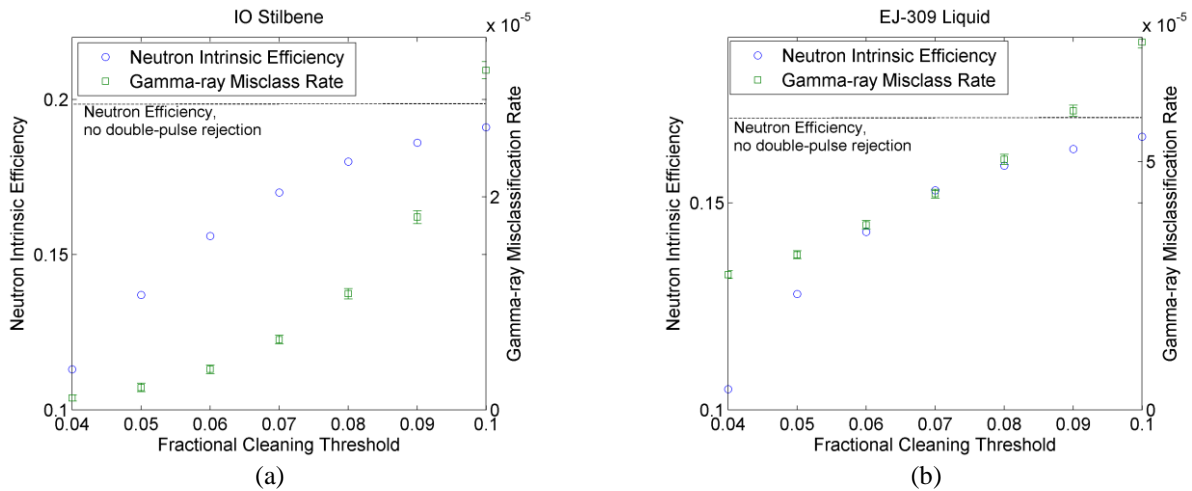 IO Stilbene
x 10⁻⁵
Neutron Intrinsic Efficiency
Gamma-ray Misclass Rate
Neutron Efficiency,
no double-pulse rejection
0.2
0.15
0.1
2
0
0.04 0.05 0.06 0.07 0.08 0.09 0.1
Fractional Cleaning Threshold
Neutron Intrinsic Efficiency
Gamma-ray Misclassification Rate
(a)
EJ-309 Liquid
x 10⁻⁵
Neutron Intrinsic Efficiency
Gamma-ray Misclass Rate
Neutron Efficiency,
no double-pulse rejection
0.15
0.1
5
0
0.04 0.05 0.06 0.07 0.08 0.09 0.1
Fractional Cleaning Threshold
Neutron Intrinsic Efficiency
Gamma-ray Misclassification Rate
(b)